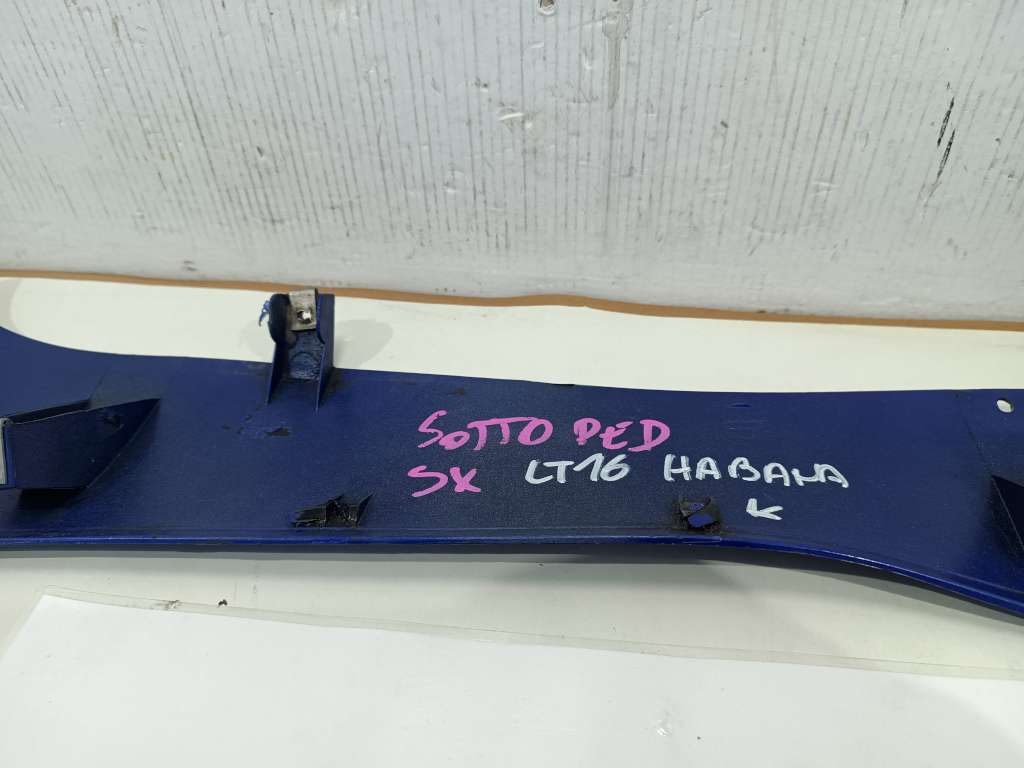 SOTTO PED
SX LT16 HABANA
K